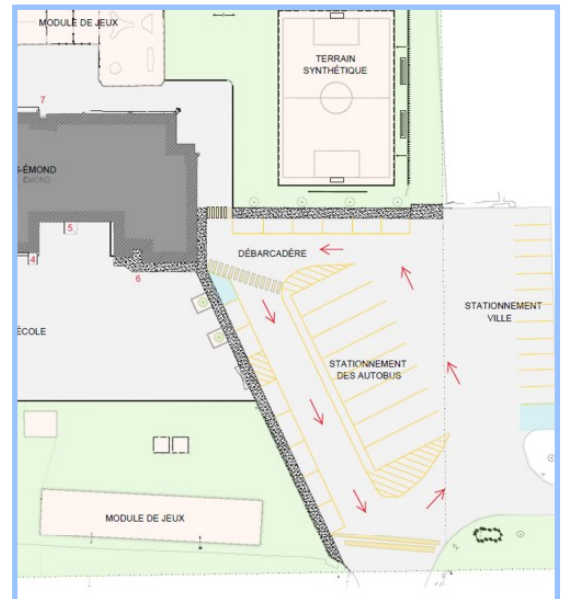 MODULE DE JEUX
TERRAIN
SYNTHÉTIQUE
7
S-ÉMOND
ÉMOND
5
4
6
DÉBARCADÈRE
STATIONNEMENT
VILLE
ÉCOLE
STATIONNEMENT
DES AUTOBUS
MODULE DE JEUX